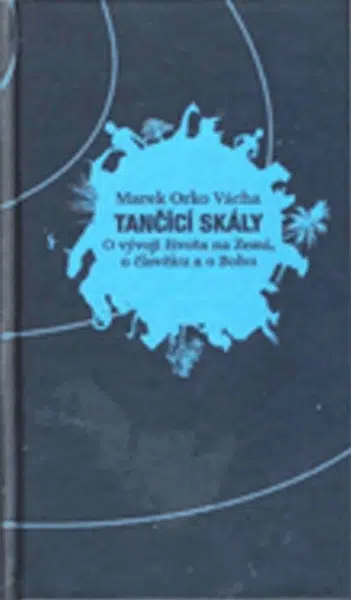 Marek Orko Vácha
TANČÍCÍ SKÁLY
O vývoji života na Zemi,
o člověku a o Bohu